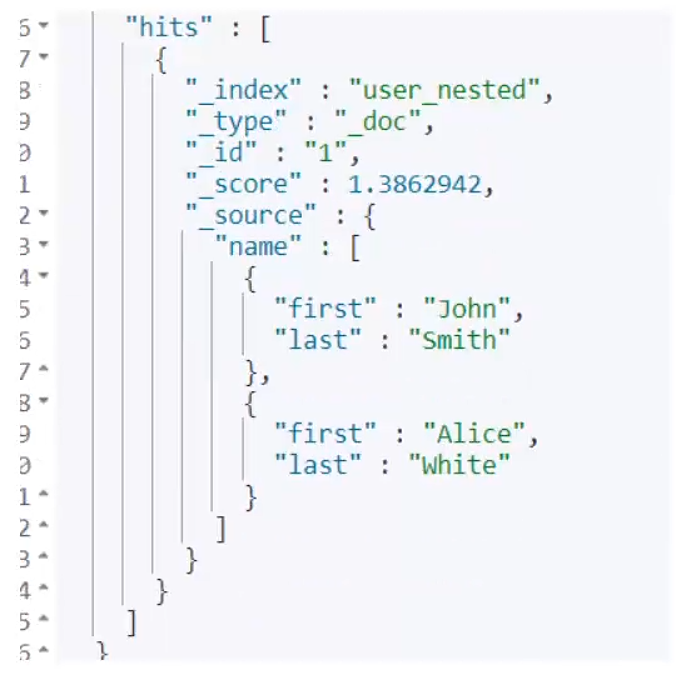 6 "hits" : [
7 {
8 "_index" : "user_nested",
9 "_type" : "_doc",
0 "_id" : "1",
1 "_score" : 1.3862942,
2 "_source" : {
3 "name" : [
4 {
5 "first" : "John",
6 "last" : "Smith"
7 },
8 {
9 "first" : "Alice",
0 "last" : "White"
1 }
2 ]
3 }
4 }
5 ]
6 }